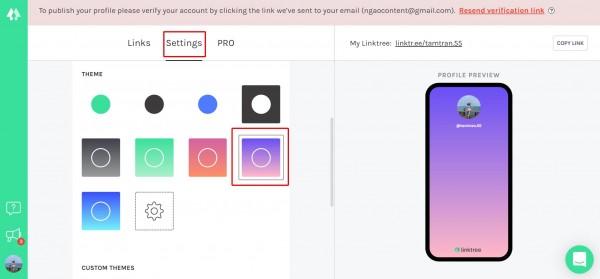 To publish your profile please verify your account by clicking the link we've sent to your email (ngaocontent@gmail.com). Resend verification link ?
Links Settings PRO
My Linktree: linktr.ee/tamtran.55 COPY LINK
THEME
PROFILE PREVIEW
@tamtran.55
linktree
CUSTOM THEMES